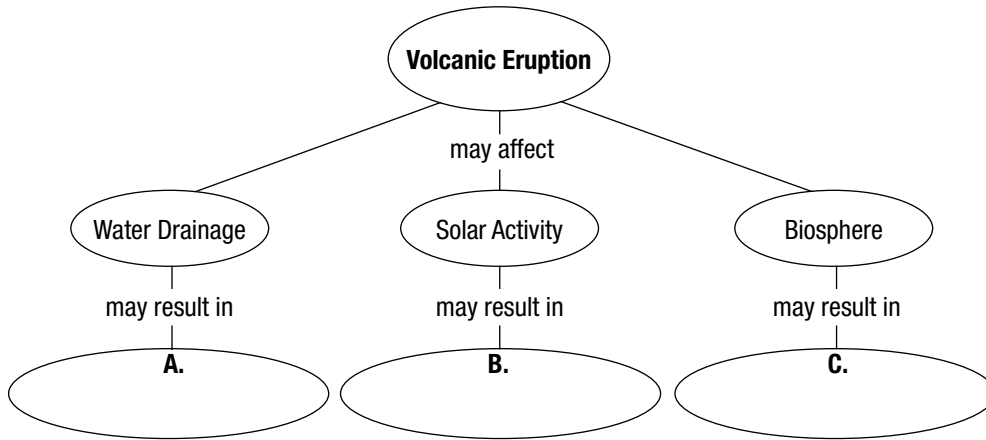 Volcanic Eruption
may affect
Water Drainage
Solar Activity
Biosphere
may result in
may result in
may result in
A.
B.
C.